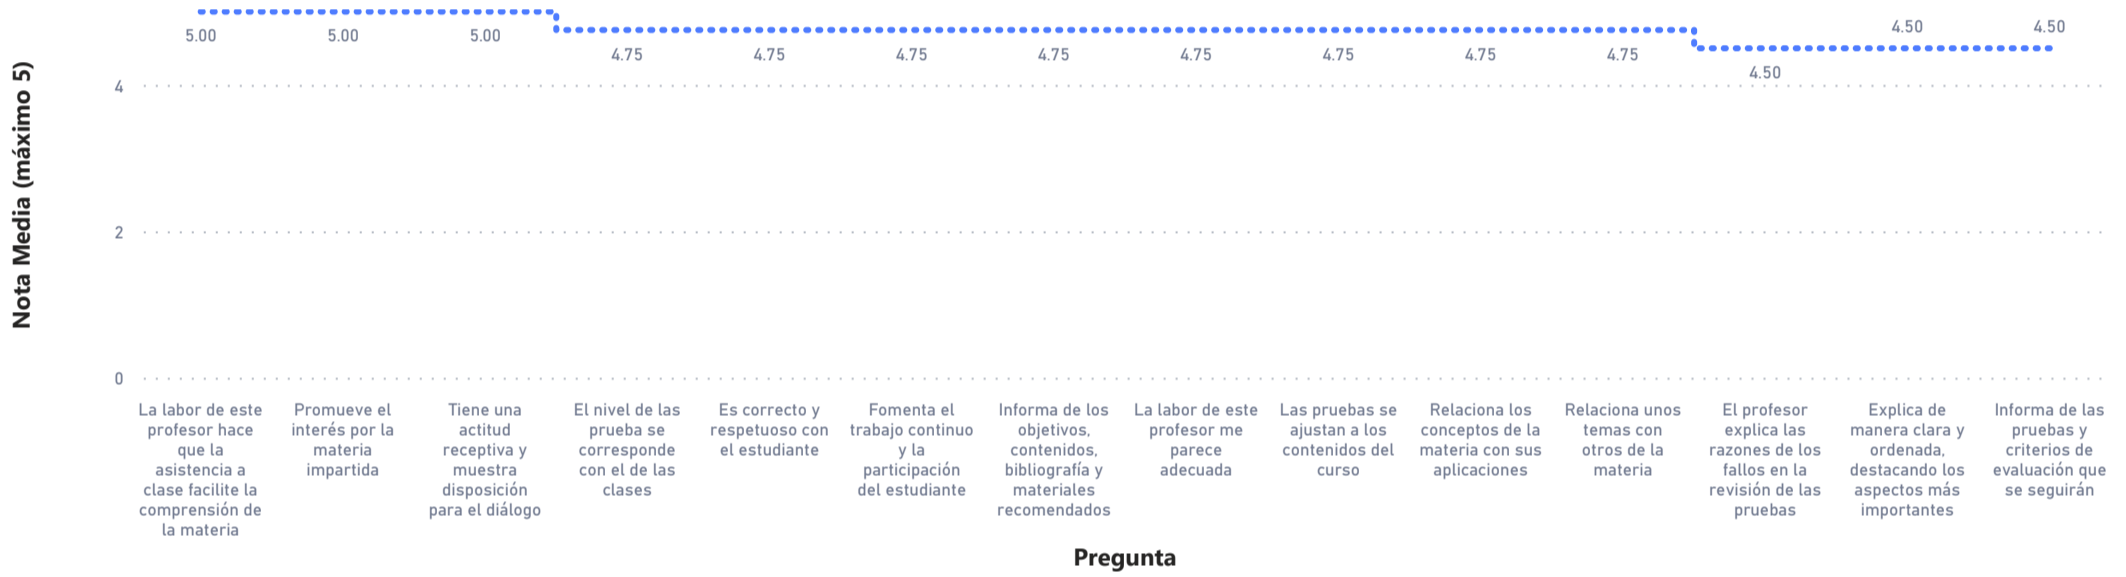 Nota Media (máximo 5)
5.00
5.00
5.00
4.75
4.75
4.75
4.75
4.75
4.75
4.75
4.75
4.50
4.50
4.50
4
2
0
La labor de este
profesor hace
que la
asistencia a
clase facilite la
comprensión de
la materia
Promueve el
interés por la
materia
impartida
Tiene una
actitud
receptiva y
muestra
disposición
para el diálogo
El nivel de las
prueba se
corresponde
con el de las
clases
Es correcto y
respetuoso con
el estudiante
Fomenta el
trabajo continuo
y la
participación
del estudiante
Informa de los
objetivos,
contenidos,
bibliografía y
materiales
recomendados
La labor de este
profesor me
parece
adecuada
Las pruebas se
ajustan a los
contenidos del
curso
Relaciona los
conceptos de la
materia con sus
aplicaciones
Relaciona unos
temas con
otros de la
materia
El profesor
explica las
razones de los
fallos en la
revisión de las
pruebas
Explica de
manera clara y
ordenada,
destacando los
aspectos más
importantes
Informa de las
pruebas y
criterios de
evaluación que
se seguirán
Pregunta